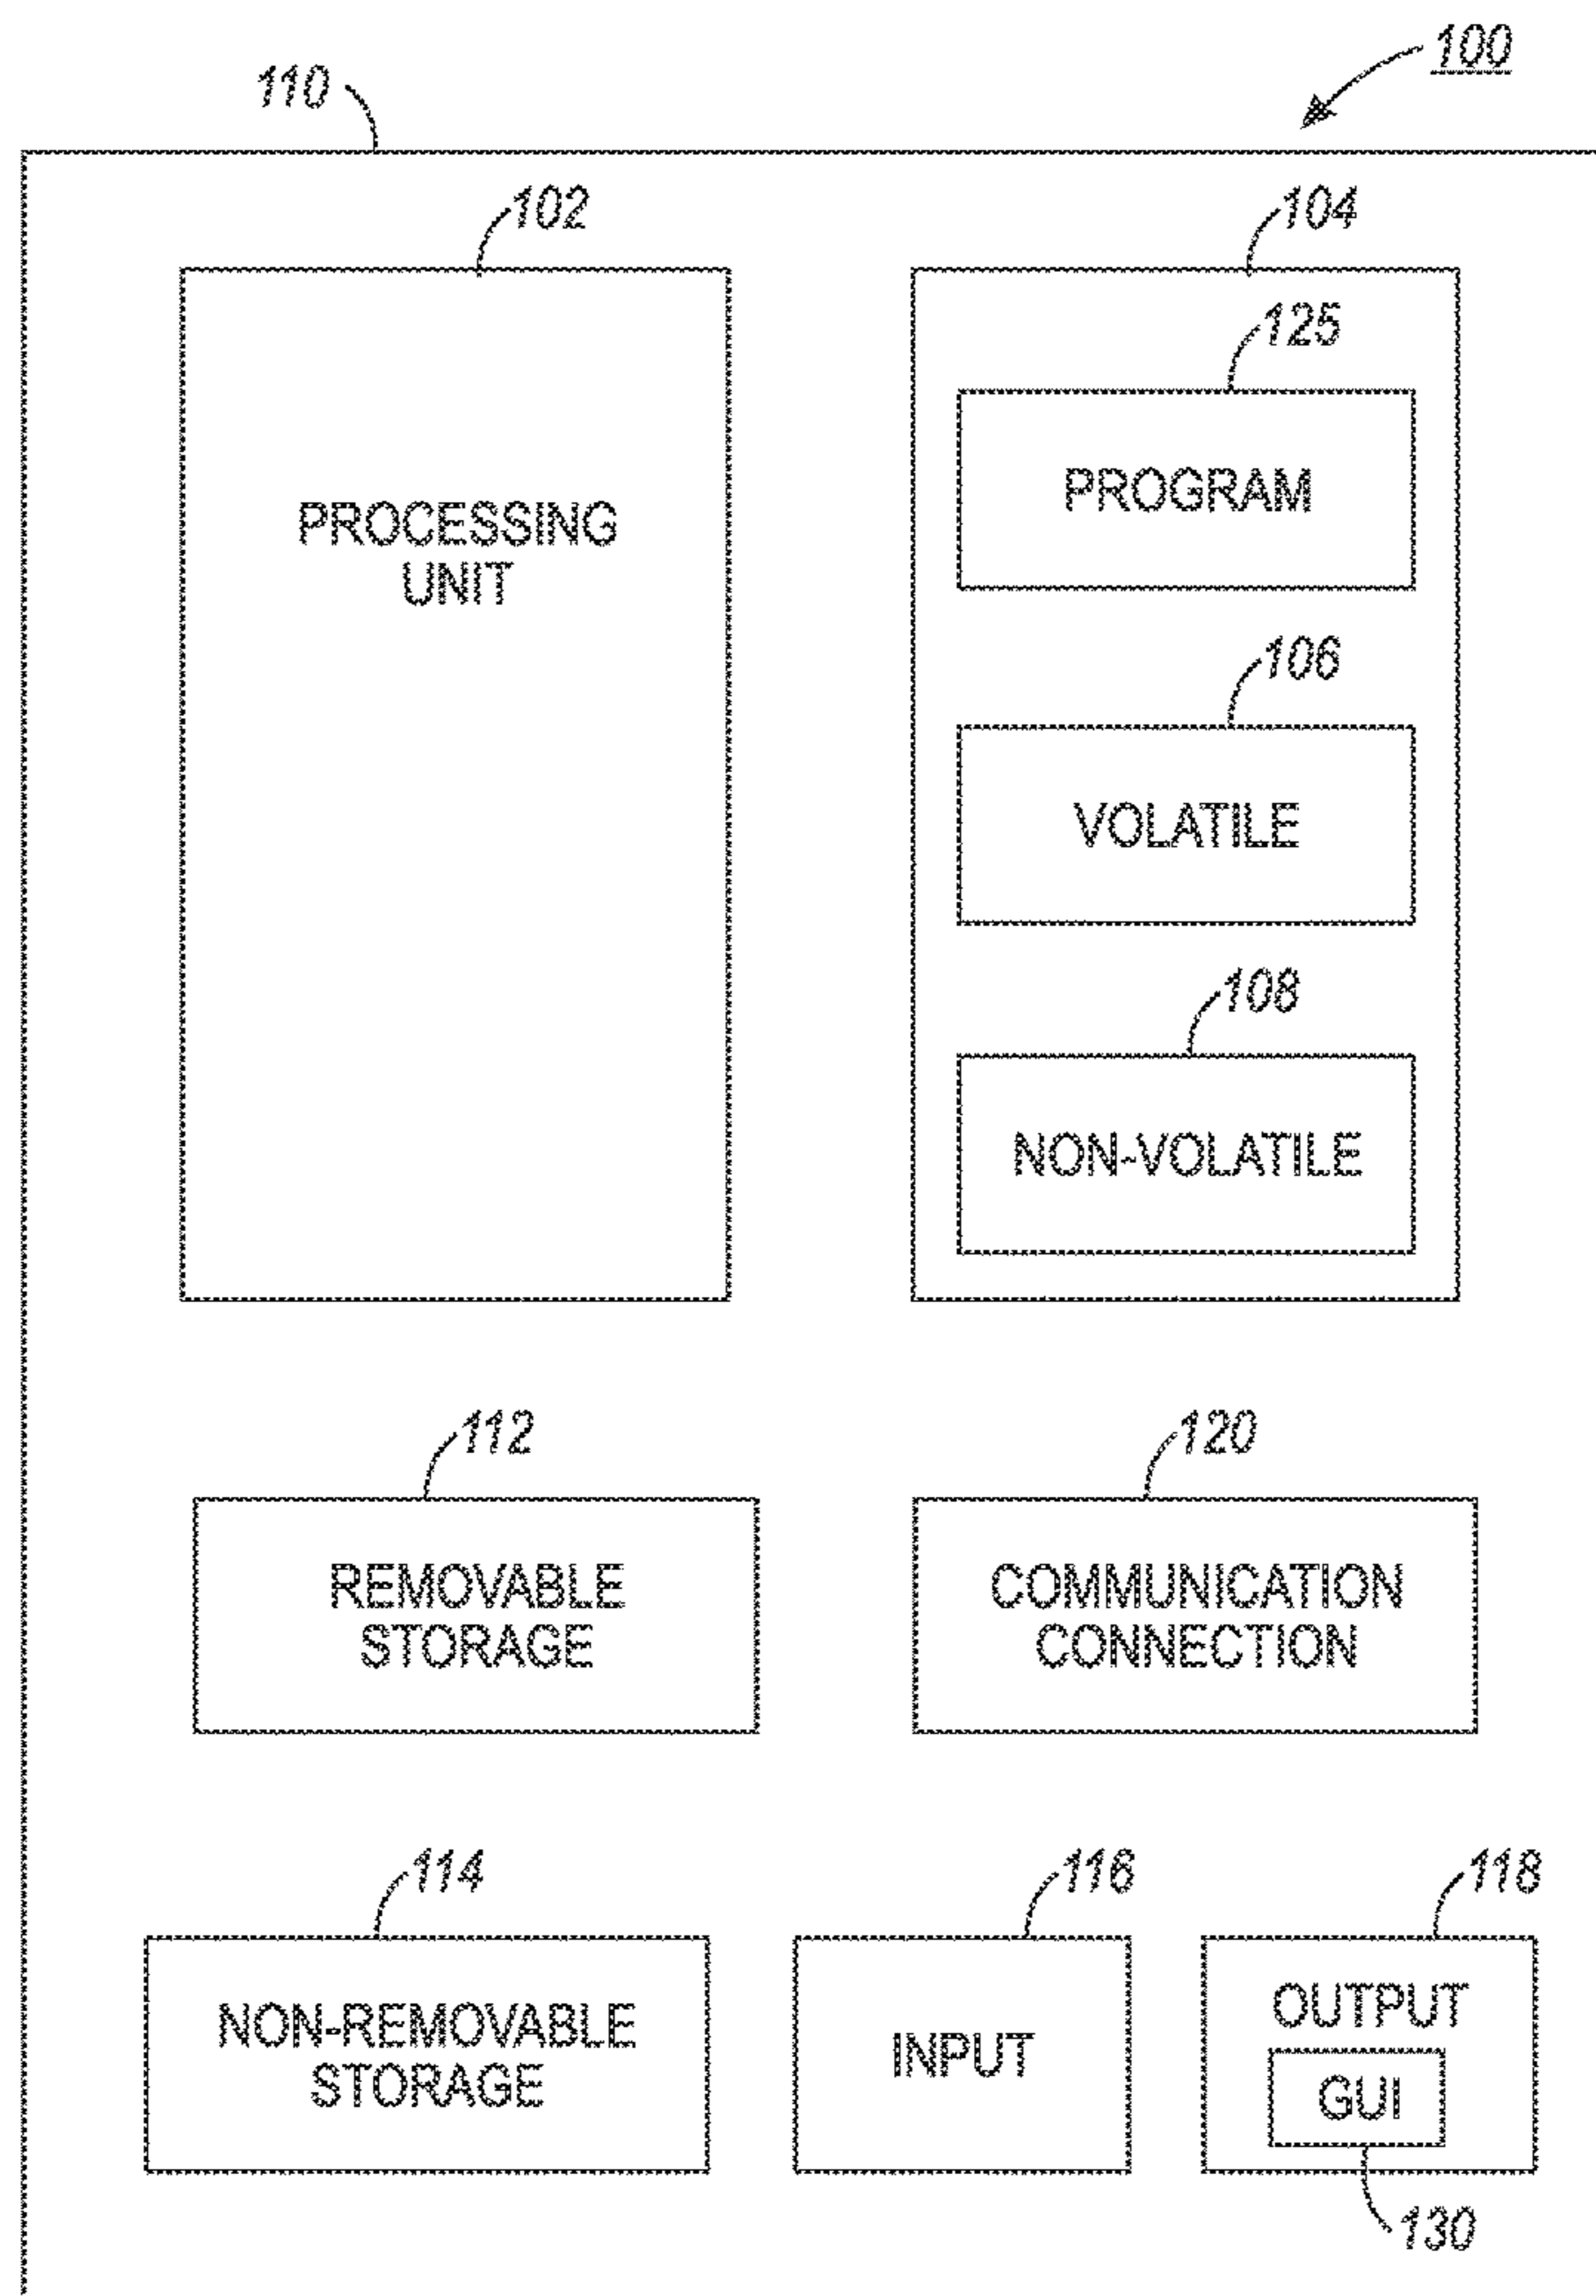 100
110
102
104
125
PROGRAM
PROCESSING
UNIT
106
VOLATILE
108
NON-VOLATILE
112
120
REMOVABLE
STORAGE
COMMUNICATION
CONNECTION
114
116
118
NON-REMOVABLE
STORAGE
INPUT
OUTPUT
GUI
130